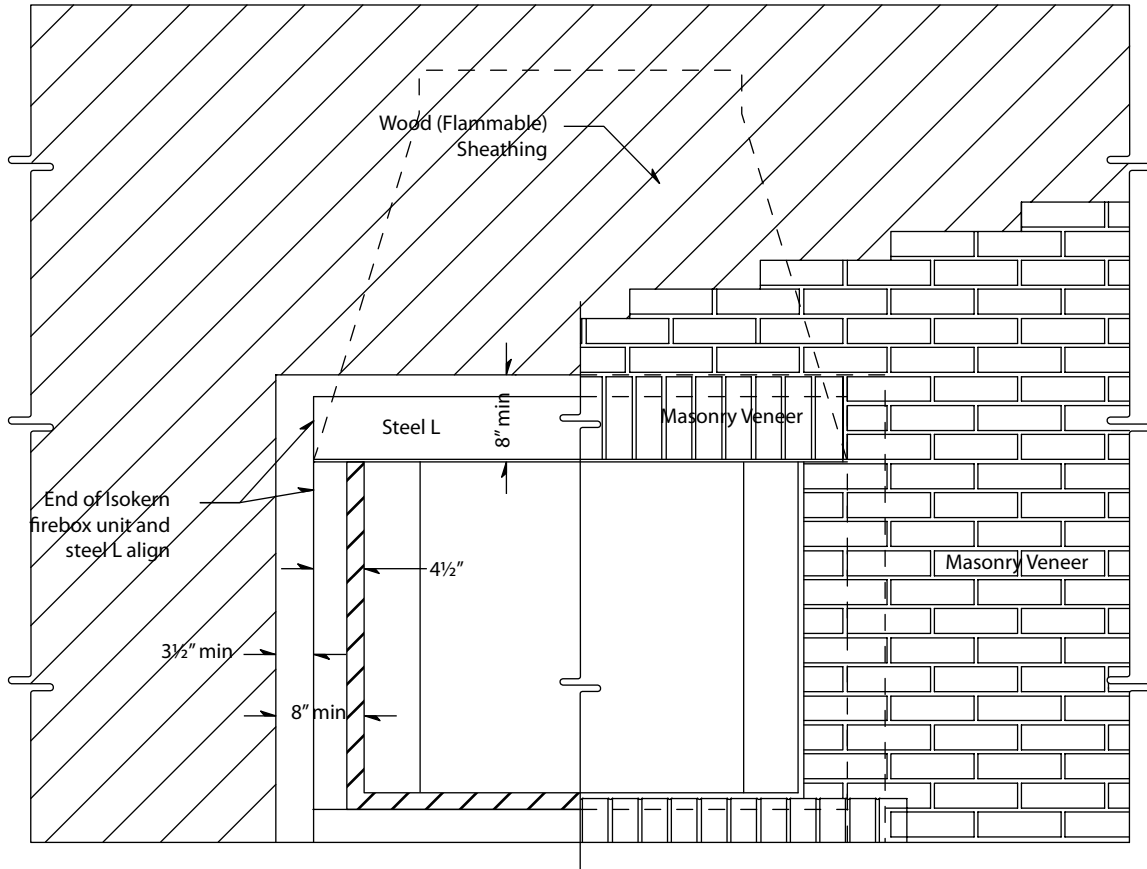 Wood (Flammable)
Sheathing
Steel L
8" min
Masonry Veneer
End of Isokern
firebox unit and
steel L align
4½"
Masonry Veneer
3½" min
8" min